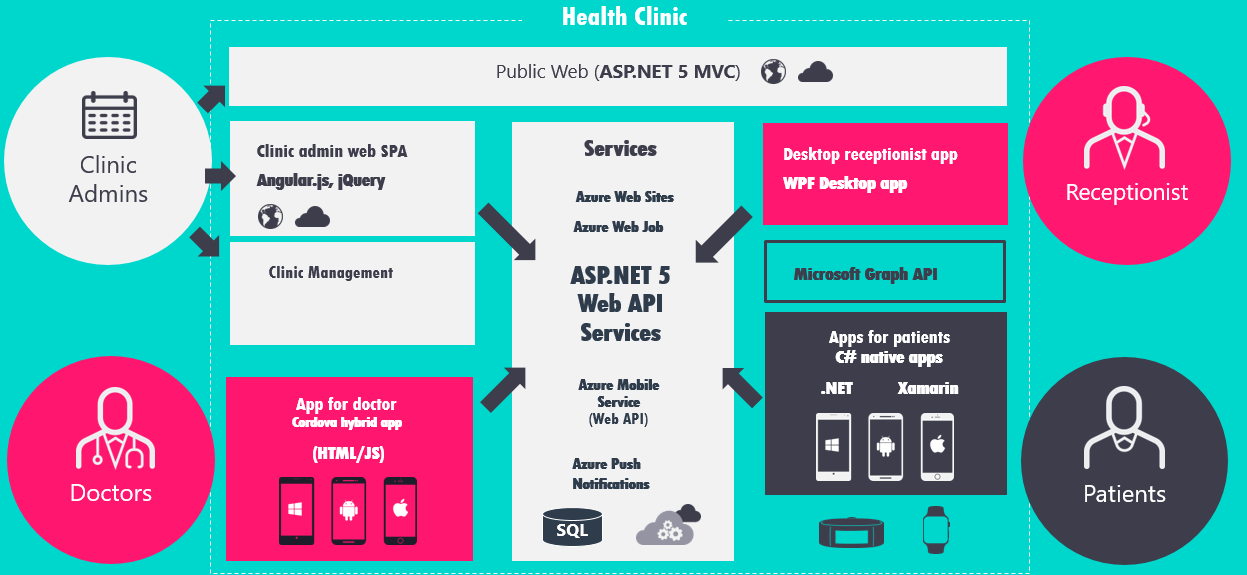 Health Clinic
Public Web (ASP.NET 5 MVC)
Clinic
Admins
Clinic admin web SPA
Angular.js, jQuery
Clinic Management
Doctors
App for doctor
Cordova hybrid app
(HTML/JS)
Services
Azure Web Sites
Azure Web Job
ASP.NET 5
Web API
Services
Azure Mobile
Service
(Web API)
Azure Push
Notifications
SQL
Desktop receptionist app
WPF Desktop app
Receptionist
Microsoft Graph API
Apps for patients
C# native apps
.NET Xamarin
Patients